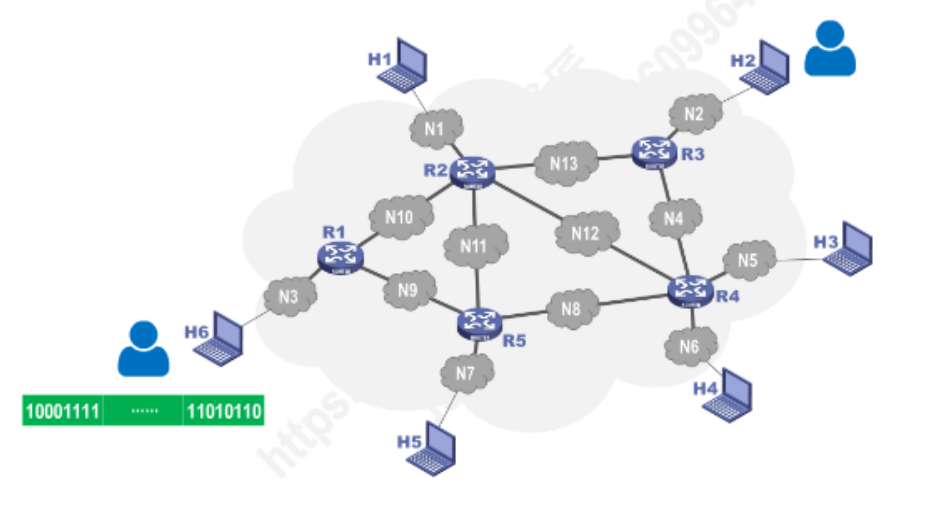 H1
H2
N1
N2
R2
N13
R3
N10
N4
R1
N11
N12
H3
N5
N9
R4
N3
N8
H6
R5
N6
N7
H4
10001111 ...... 11010110
H5
https